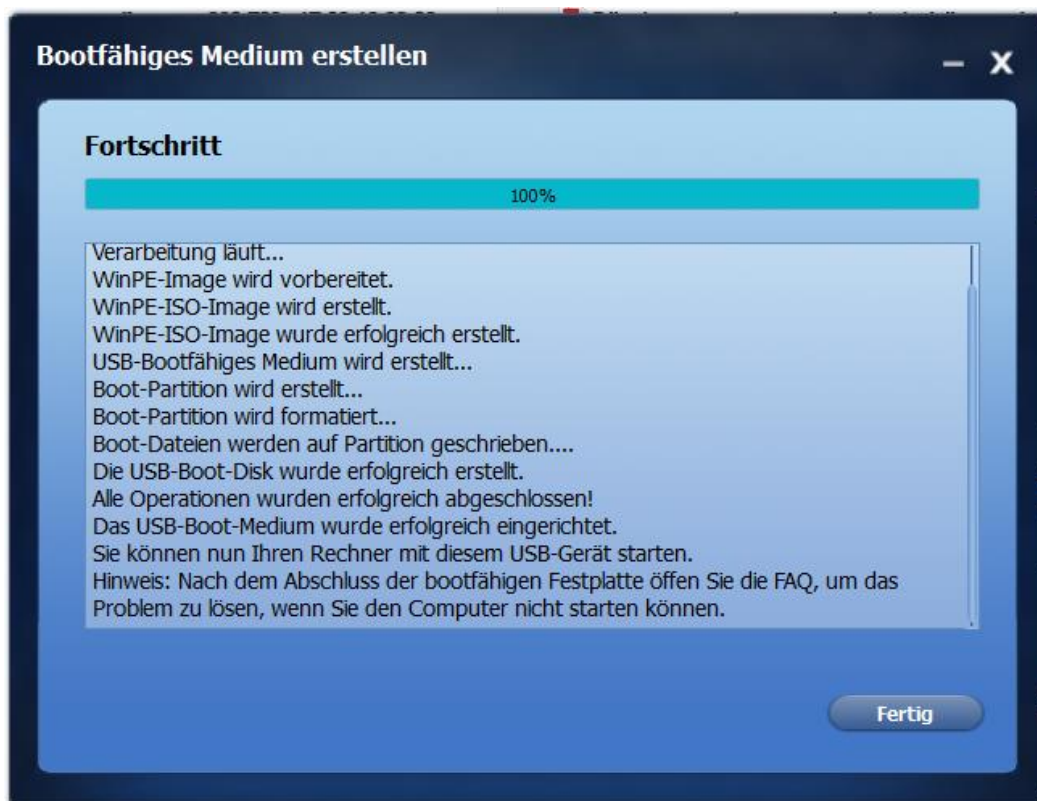 Bootfähiges Medium erstellen
Fortschritt
100%
Verarbeitung läuft...
WinPE-Image wird vorbereitet.
WinPE-ISO-Image wird erstellt.
WinPE-ISO-Image wurde erfolgreich erstellt.
USB-Bootfähiges Medium wird erstellt...
Boot-Partition wird erstellt...
Boot-Partition wird formatiert...
Boot-Dateien werden auf Partition geschrieben....
Die USB-Boot-Disk wurde erfolgreich erstellt.
Alle Operationen wurden erfolgreich abgeschlossen!
Das USB-Boot-Medium wurde erfolgreich eingerichtet.
Sie können nun Ihren Rechner mit diesem USB-Gerät starten.
Hinweis: Nach dem Abschluss der bootfähigen Festplatte öffen Sie die FAQ, um das
Problem zu lösen, wenn Sie den Computer nicht starten können.
Fertig